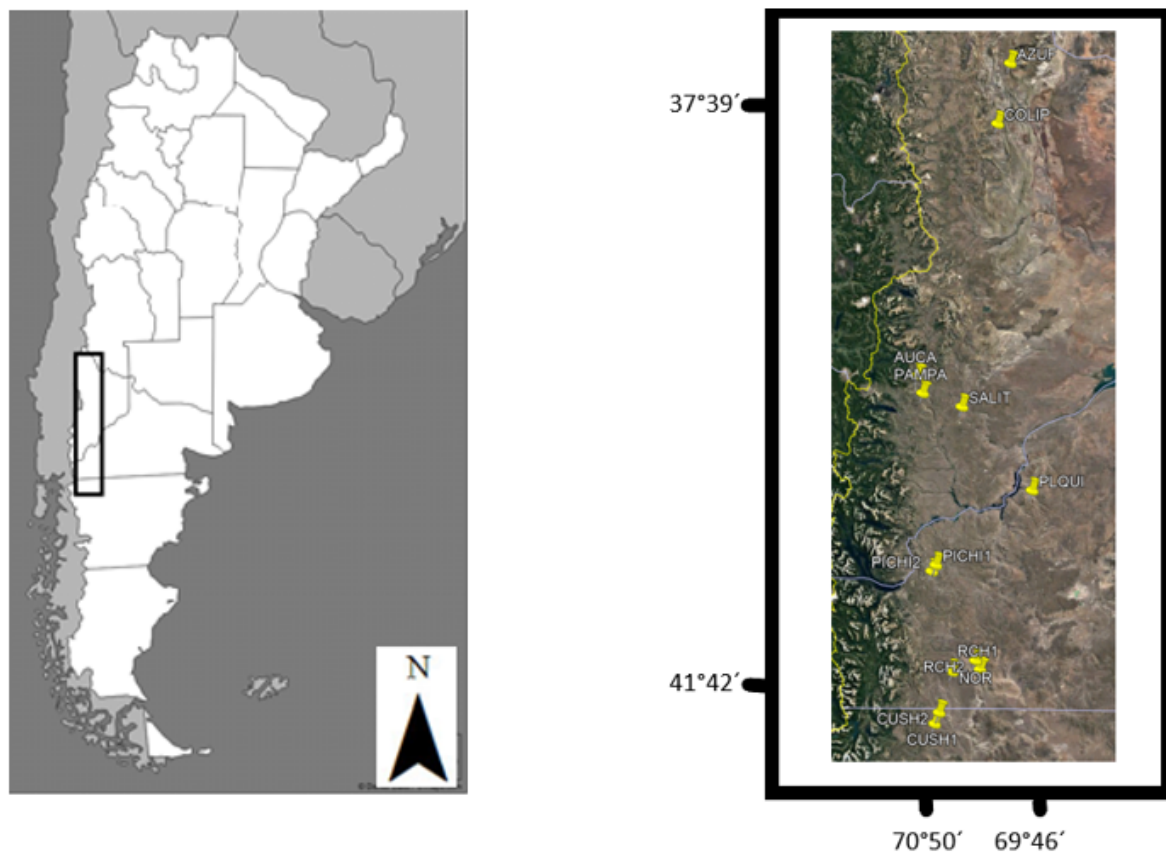 N
37°39´
41°42´
70°50´ 69°46´
AZUF
COLIP
AUCA
PAMPA
SALIT
PLQUI
PICHI2 PICHI1
RCH1
RCH2
NOR
CUSH2
CUSH1